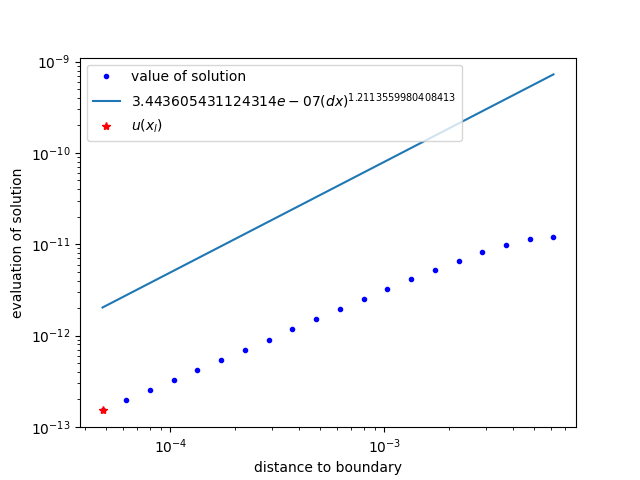 value of solution
3.443605431124314e − 07(dx)^1.2113559980408413
u(x_l)
10^-9
10^-10
10^-11
10^-12
10^-13
evaluation of solution
10^-4
10^-3
distance to boundary